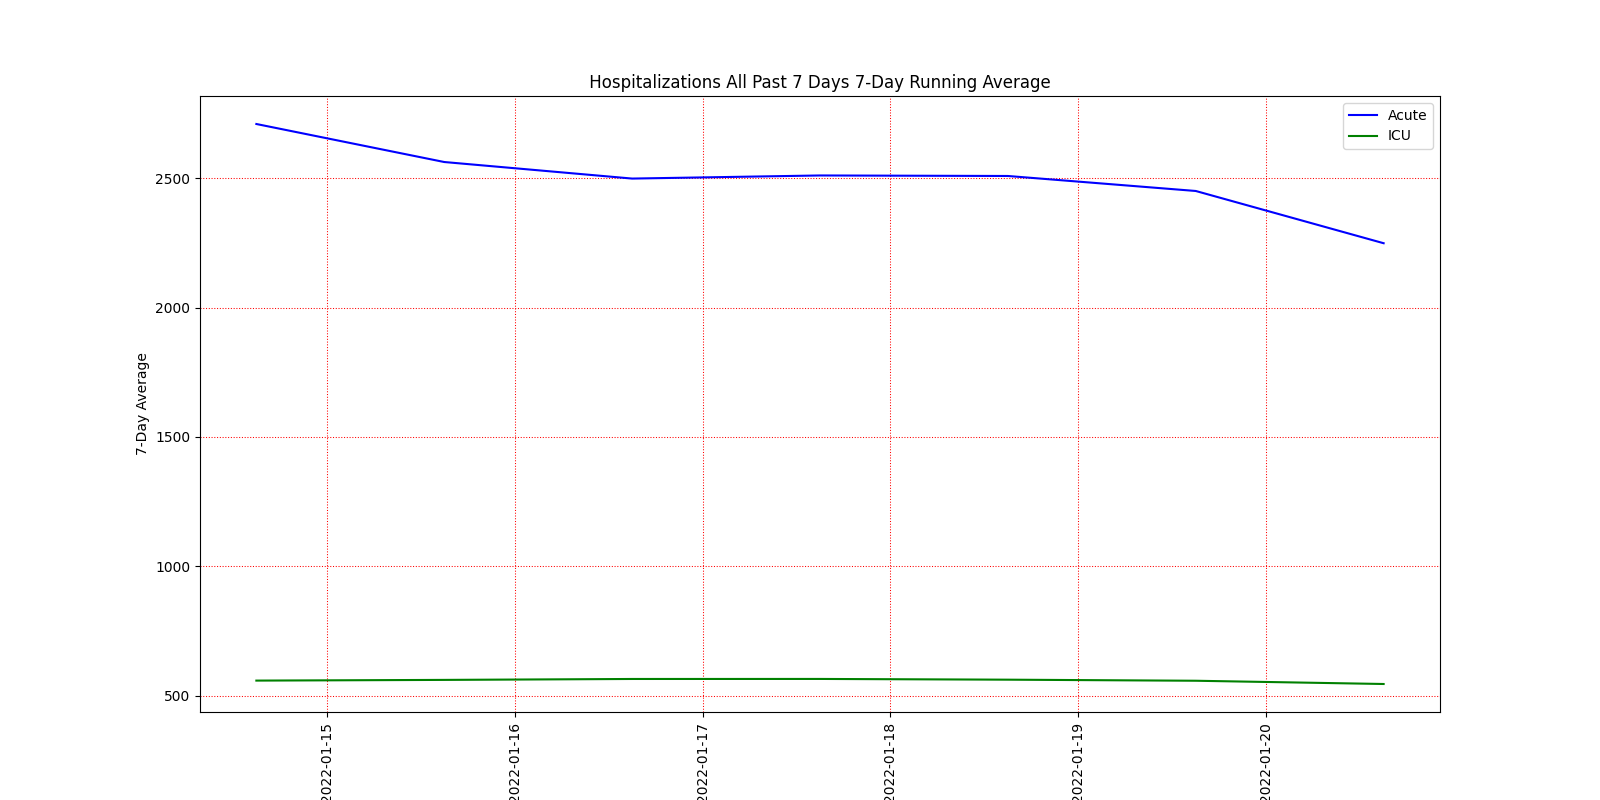 Hospitalizations All Past 7 Days 7-Day Running Average
Acute
ICU
7-Day Average
2500
2000
1500
1000
500
2022-01-15
2022-01-16
2022-01-17
2022-01-18
2022-01-19
2022-01-20